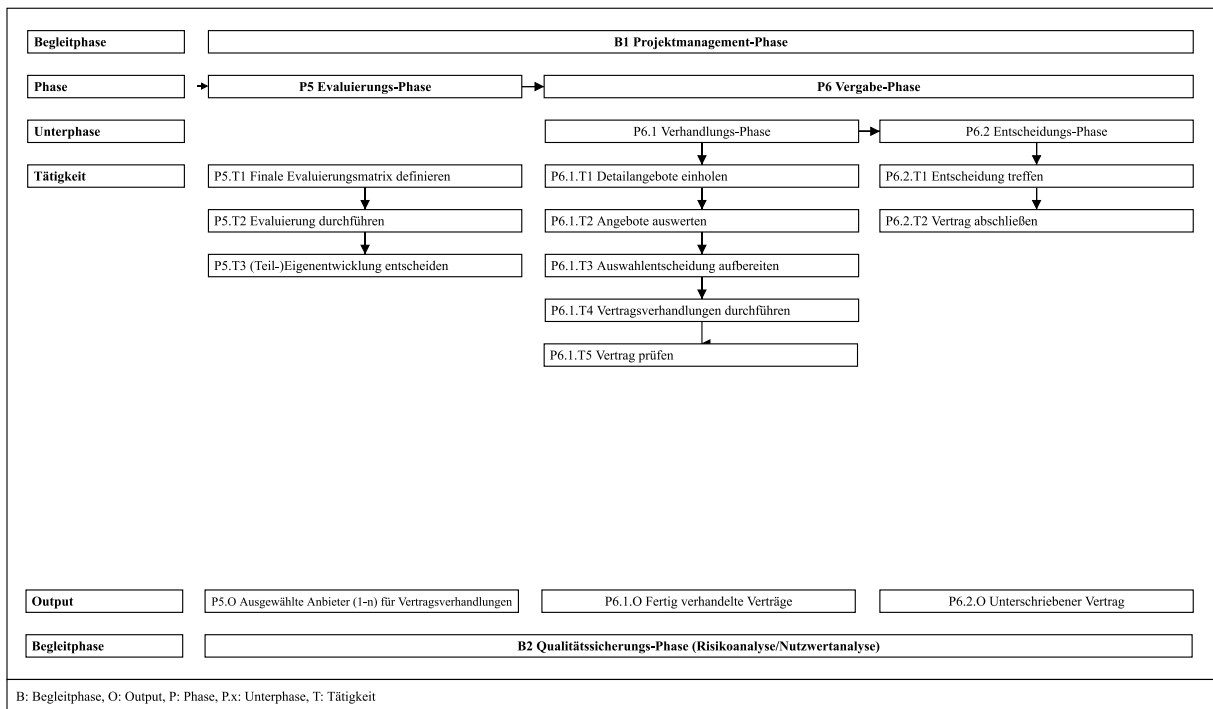 Begleitphase
B1 Projektmanagement-Phase
Phase
P5 Evaluierungs-Phase
P6 Vergabe-Phase
Unterphase
P6.1 Verhandlungs-Phase
P6.2 Entscheidungs-Phase
Tätigkeit
P5.T1 Finale Evaluierungsmatrix definieren
P6.1.T1 Detailangebote einholen
P6.2.T1 Entscheidung treffen
P5.T2 Evaluierung durchführen
P6.1.T2 Angebote auswerten
P6.2.T2 Vertrag abschließen
P5.T3 (Teil-)Eigenentwicklung entscheiden
P6.1.T3 Auswahlentscheidung aufbereiten
P6.1.T4 Vertragsverhandlungen durchführen
P6.1.T5 Vertrag prüfen
Output
P5.O Ausgewählte Anbieter (1-n) für Vertragsverhandlungen
P6.1.O Fertig verhandelte Verträge
P6.2.O Unterschriebener Vertrag
Begleitphase
B2 Qualitätssicherungs-Phase (Risikoanalyse/Nutzwertanalyse)
B: Begleitphase, O: Output, P: Phase, P.x: Unterphase, T: Tätigkeit